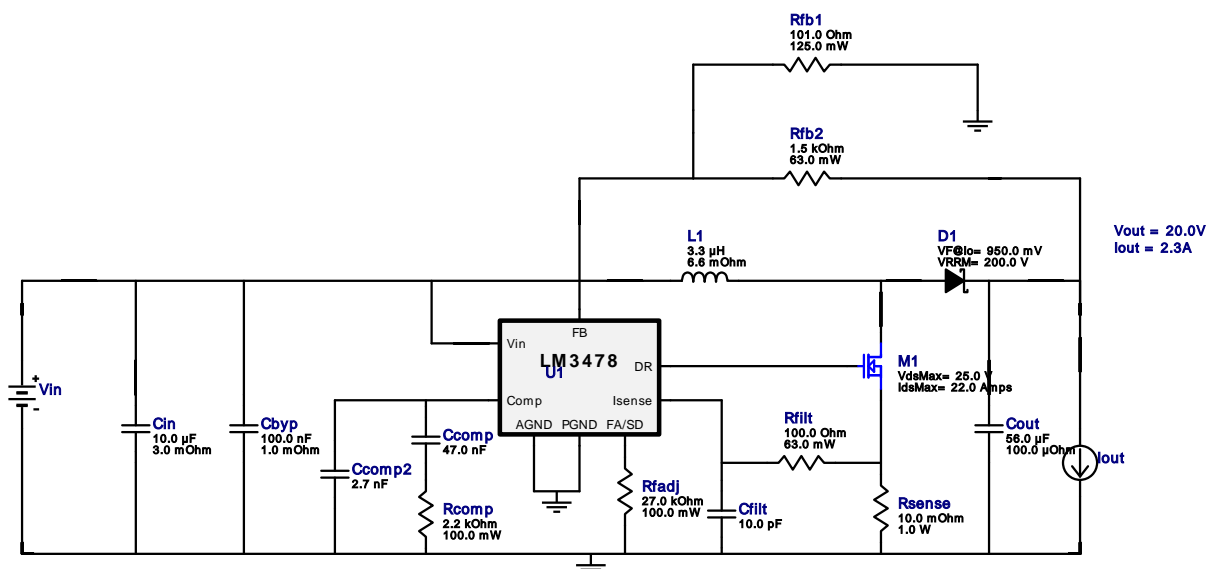 Rfb1
101.0 Ohm
125.0 mW
Rfb2
1.5 kOhm
63.0 mW
Vout = 20.0V
Iout = 2.3A
L1
3.3 µH
6.6 mOhm
D1
VF@Io= 950.0 mV
VRRM= 200.0 V
FB
Vin
LM3478
U1
DR
Comp
Isense
AGND PGND FA/SD
M1
VdsMax= 25.0 V
IdsMax= 22.0 Amps
+
Vin
-
Cin
10.0 µF
3.0 mOhm
Cbyp
100.0 nF
1.0 mOhm
Ccomp2
2.7 nF
Ccomp
47.0 nF
Rcomp
2.2 kOhm
100.0 mW
Rfadj
27.0 kOhm
100.0 mW
Cfilt
10.0 pF
Rfilt
100.0 Ohm
63.0 mW
Rsense
10.0 mOhm
1.0 W
Cout
56.0 µF
100.0 µOhm
Iout